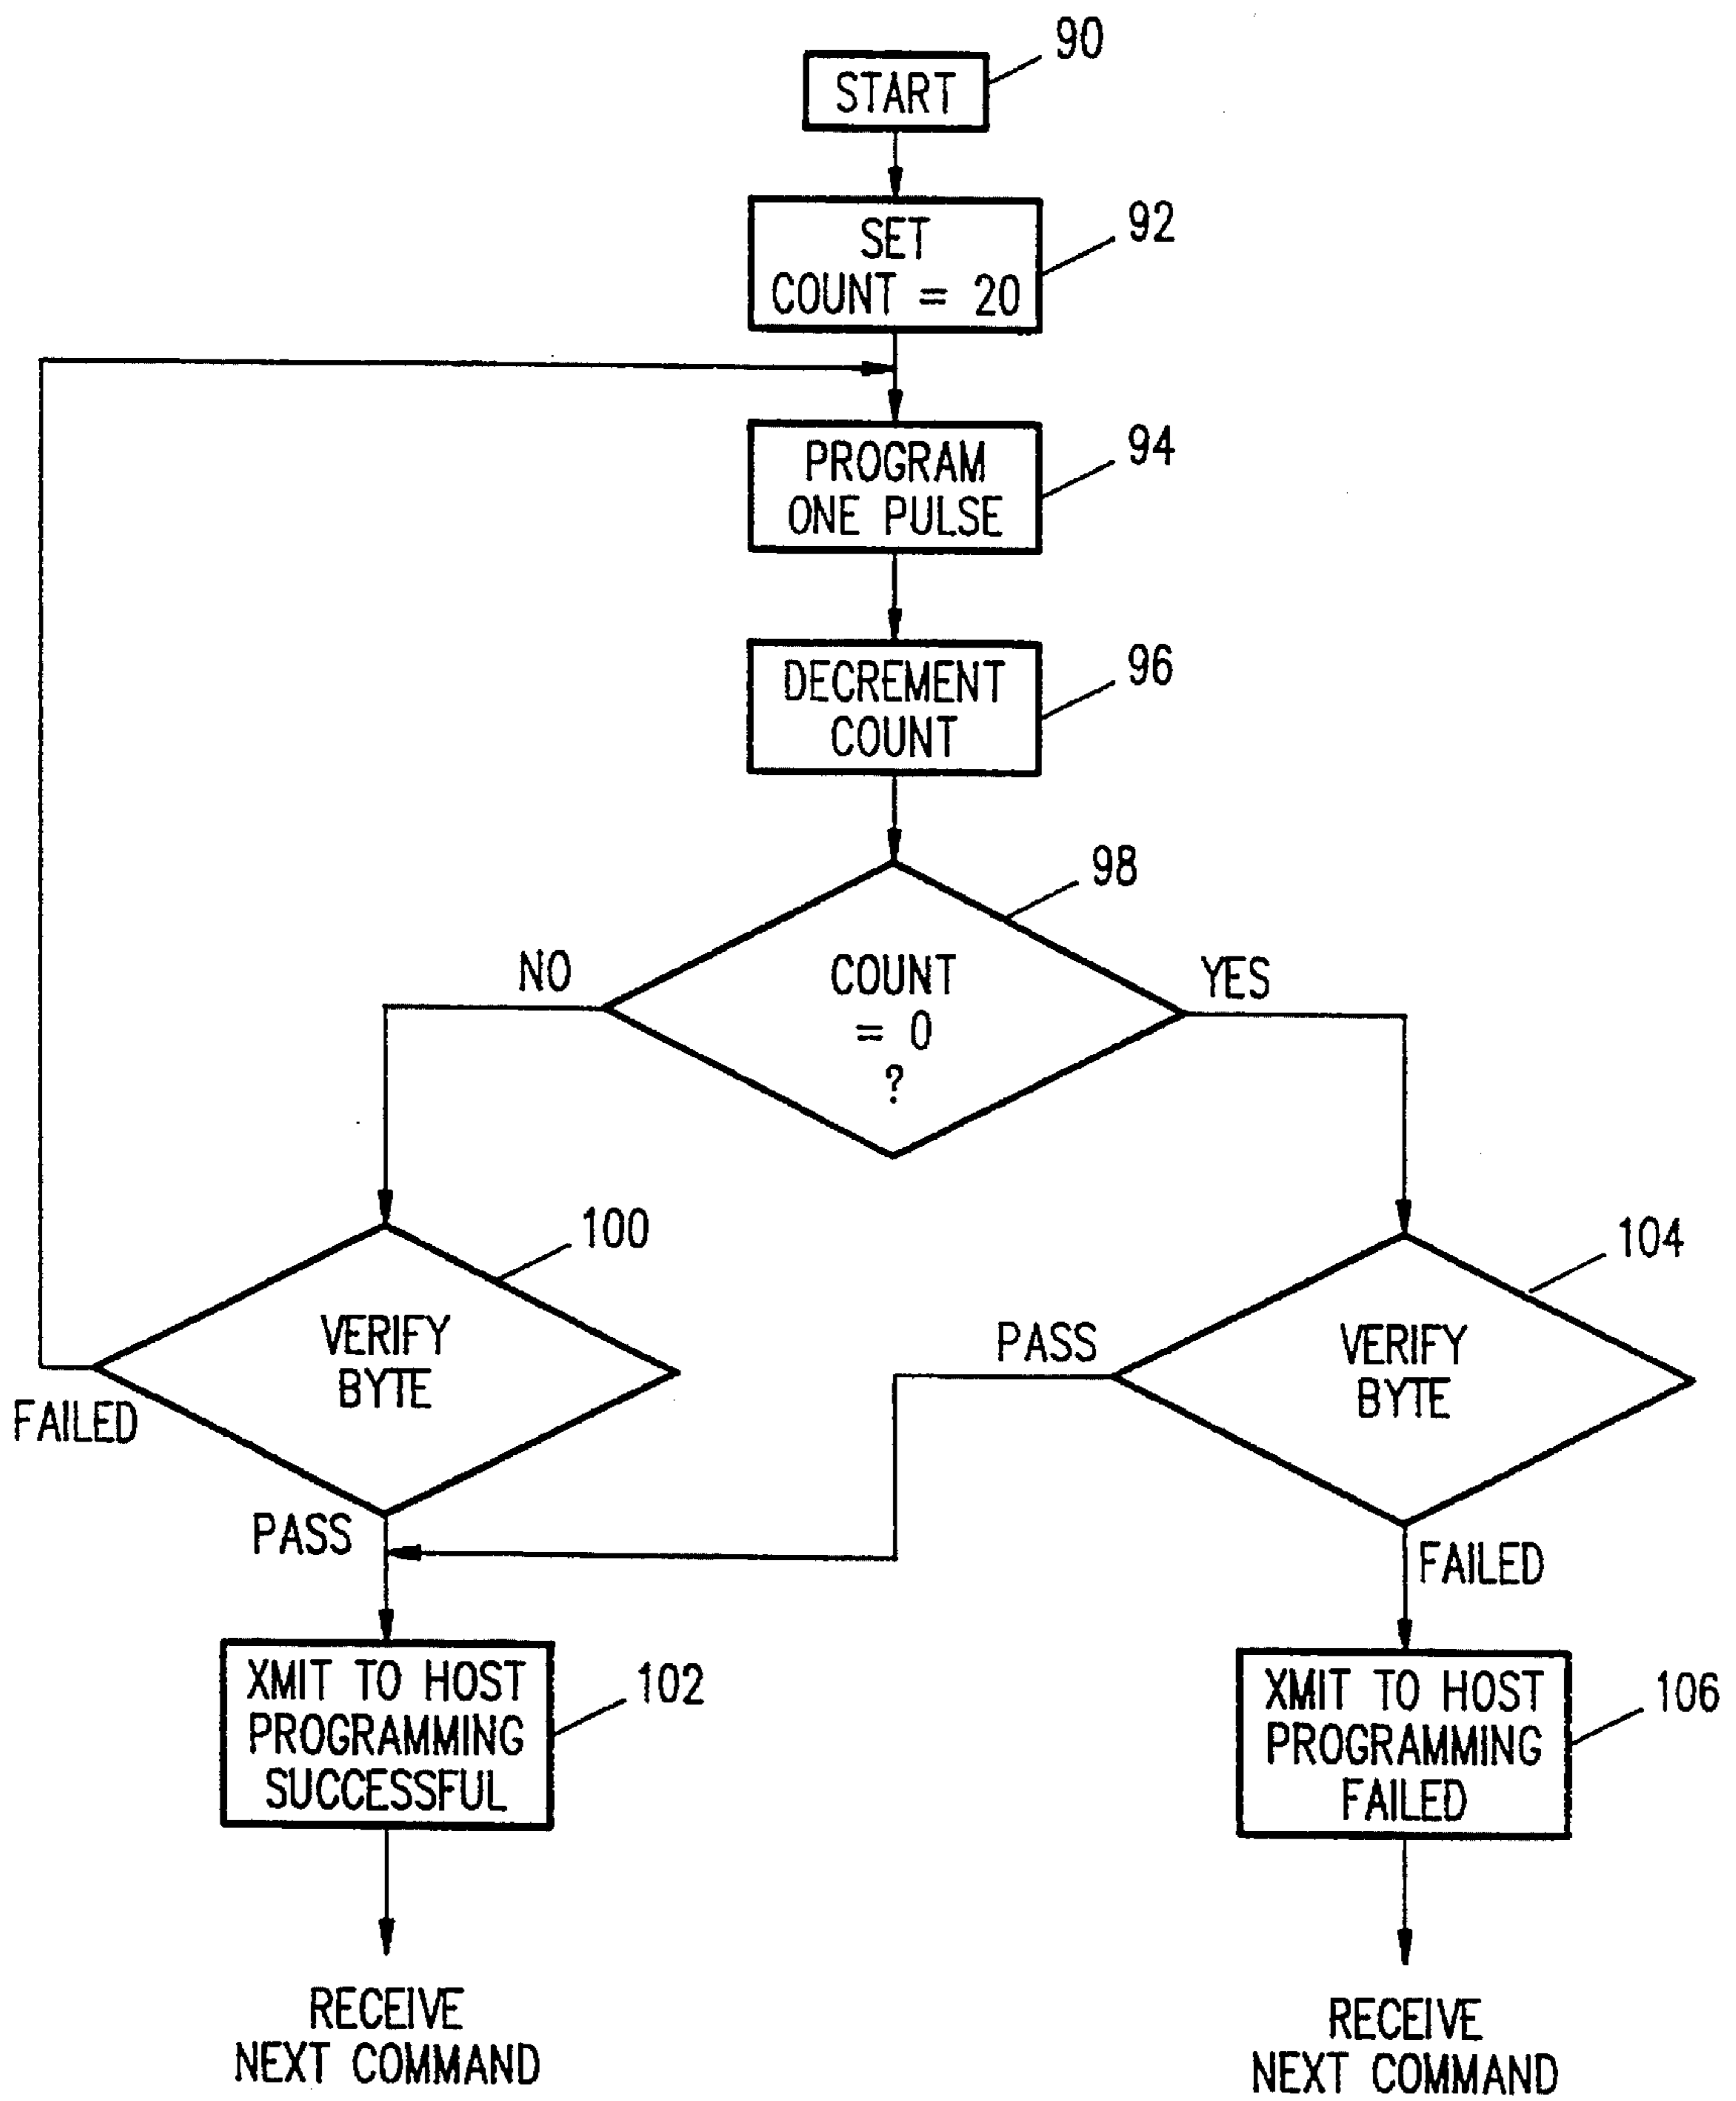 90
START
92
SET
COUNT = 20
94
PROGRAM
ONE PULSE
96
DECREMENT
COUNT
98
NO
COUNT
= 0
?
YES
100
VERIFY
BYTE
FAILED
PASS
104
PASS
VERIFY
BYTE
FAILED
102
XMIT TO HOST
PROGRAMMING
SUCCESSFUL
106
XMIT TO HOST
PROGRAMMING
FAILED
RECEIVE
NEXT COMMAND
RECEIVE
NEXT COMMAND